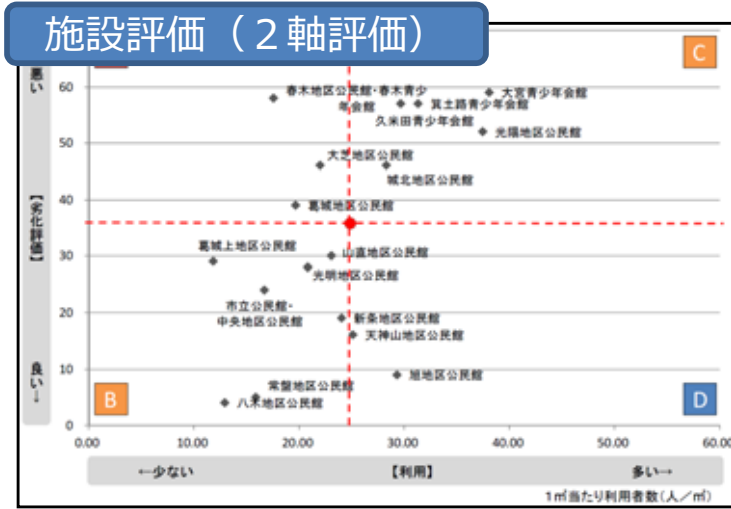 施設評価（２軸評価）
C
悪い
60
春木地区公民館・春木青少
年会館
大宮青少年会館
箕土路青少年会館
久米田青少年会館
光陽地区公民館
50
大芝地区公民館
城北地区公民館
【劣化評価】
40
葛城地区公民館
葛城上地区公民館
山直地区公民館
30
光明地区公民館
20
市立公民館・
中央地区公民館
新条地区公民館
天神山地区公民館
良い→
10
旭地区公民館
常盤地区公民館
八木地区公民館
B
D
0
0.00 10.00 20.00 30.00 40.00 50.00 60.00
←少ない 【利用】 多い→
1㎡当たり利用者数（人／㎡）